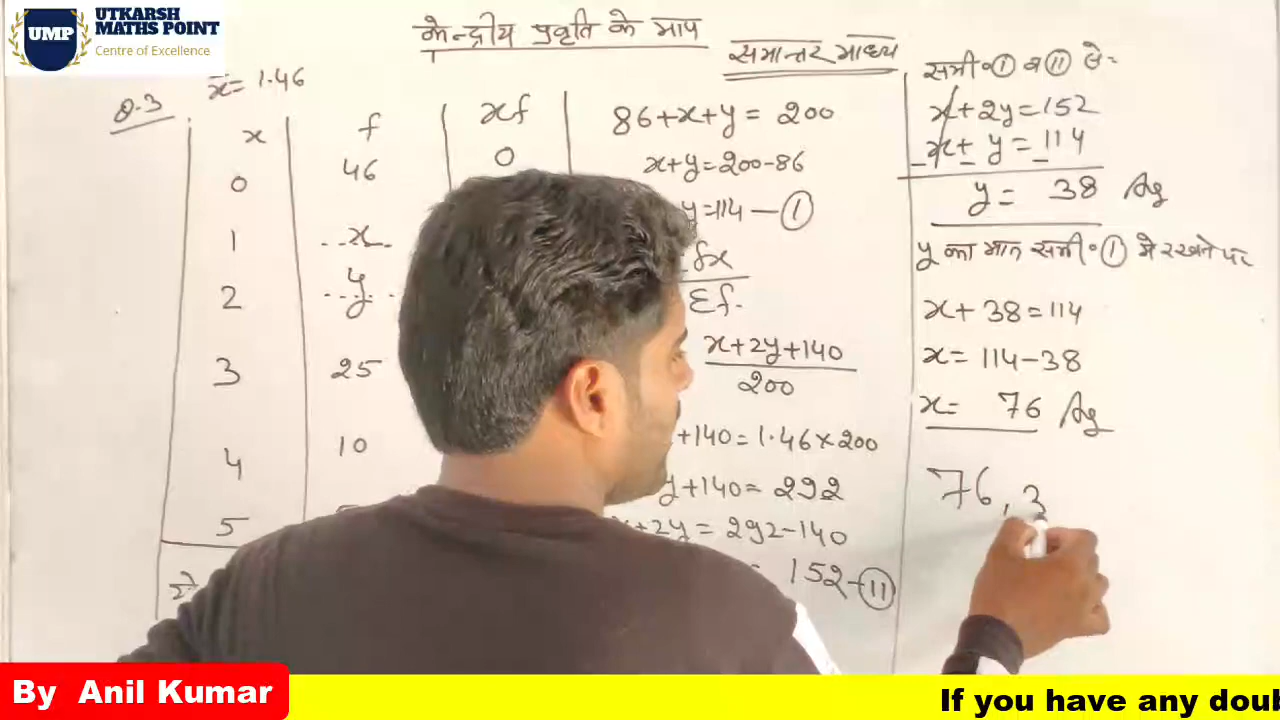 UMP
UTKARSH
MATHS POINT
Centre of Excellence
केन्द्रीय प्रवृति के माप
समान्तर माध्य
Q.3
x̄ = 1.46
x f xf
0 46 0
1 ..x..
2 ..y..
3 25
4 10
5
86+x+y = 200
x+y=200-86
y=114 — ①
fx
Σf.
x+2y+140
200
+140 = 1.46×200
y+140 = 292
x+2y = 292-140
= 152 - ⑪
समी॰ ① व ⑪ से-
x+2y=152
x+y=114
y = 38 Ans
y का मान समी॰ ① मे रखने पर
x+38=114
x= 114-38
x= 76 Ans
76, 3
By Anil Kumar
If you have any doub